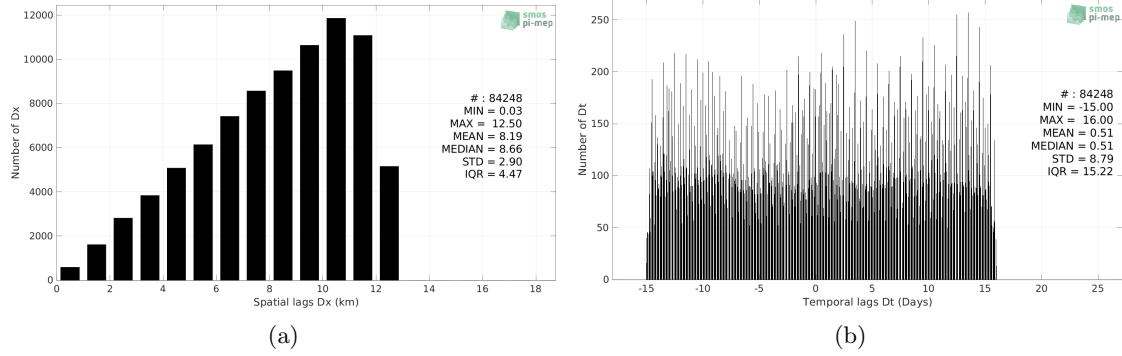 12000
10000
8000
6000
4000
2000
0
Number of Dx
smos
pi-mep
# : 84248
MIN = 0.03
MAX = 12.50
MEAN = 8.19
MEDIAN = 8.66
STD = 2.90
IQR = 4.47
0 2 4 6 8 10 12 14 16 18
Spatial lags Dx (km)
(a)
250
200
150
100
50
0
Number of Dt
smos
pi-mep
# : 84248
MIN = -15.00
MAX = 16.00
MEAN = 0.51
MEDIAN = 0.51
STD = 8.79
IQR = 15.22
-15 -10 -5 0 5 10 15 20 25
Temporal lags Dt (Days)
(b)